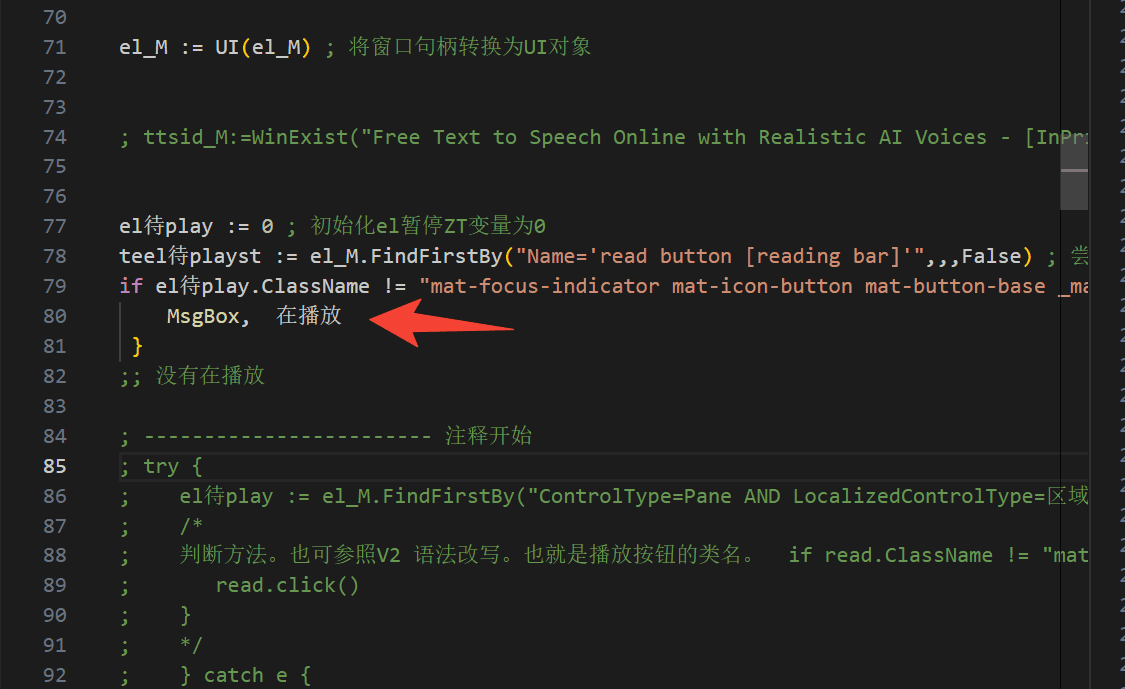 70
71 el_M := UI(el_M) ; 将窗口句柄转换为UI对象
72
73
74 ; ttsid_M:=WinExist("Free Text to Speech Online with Realistic AI Voices - [InPri
75
76
77 el待play := 0 ; 初始化el暂停ZT变量为0
78 teel待playst := el_M.FindFirstBy("Name='read button [reading bar]'",,,False) ; 尝
79 if el待play.ClassName != "mat-focus-indicator mat-icon-button mat-button-base _ma
80 MsgBox, 在播放
81 }
82 ;; 没有在播放
83
84 ; ------------------------ 注释开始
85 ; try {
86 ; el待play := el_M.FindFirstBy("ControlType=Pane AND LocalizedControlType=区域
87 ; /*
88 ; 判断方法。也可参照V2 语法改写。也就是播放按钮的类名。 if read.ClassName != "mat
89 ; read.click()
90 ; }
91 ; */
92 ; } catch e {